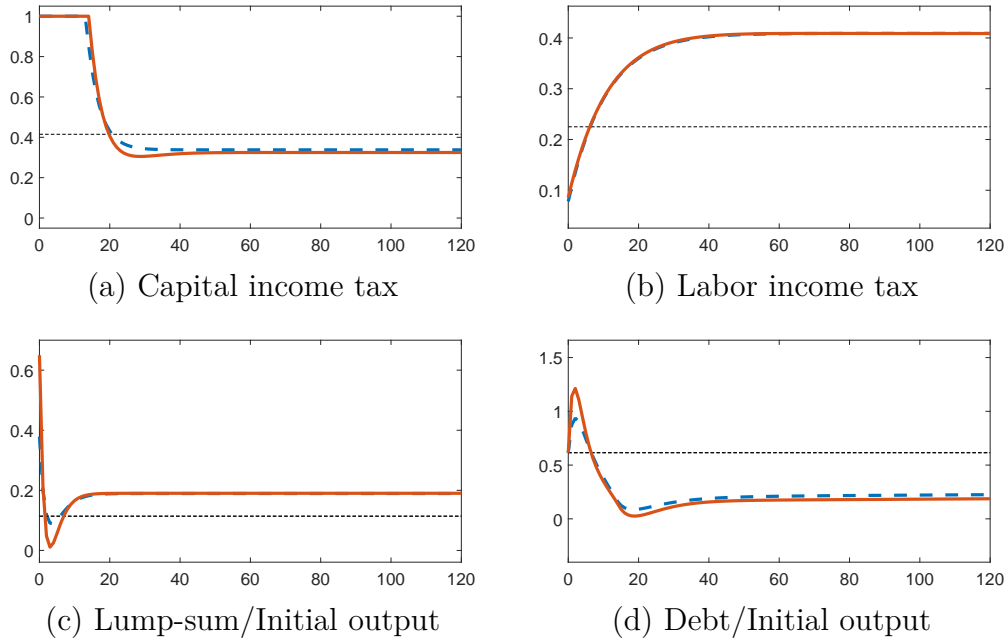 1
0.8
0.6
0.4
0.2
0
0 20 40 60 80 100 120
(a) Capital income tax
0.4
0.3
0.2
0.1
0 20 40 60 80 100 120
(b) Labor income tax
0.6
0.4
0.2
0
0 20 40 60 80 100 120
(c) Lump-sum/Initial output
1.5
1
0.5
0
0 20 40 60 80 100 120
(d) Debt/Initial output